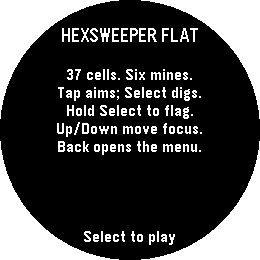 HEXSWEEPER FLAT
37 cells. Six mines.
Tap aims; Select digs.
Hold Select to flag.
Up/Down move focus.
Back opens the menu.
Select to play